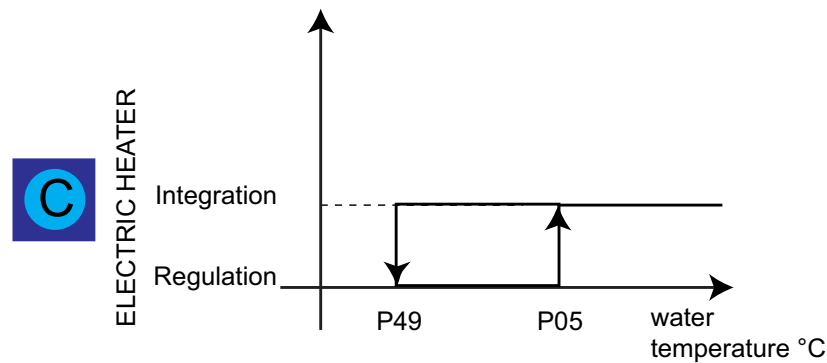 C
ELECTRIC HEATER
Integration
Regulation
P49
P05
water
temperature °C